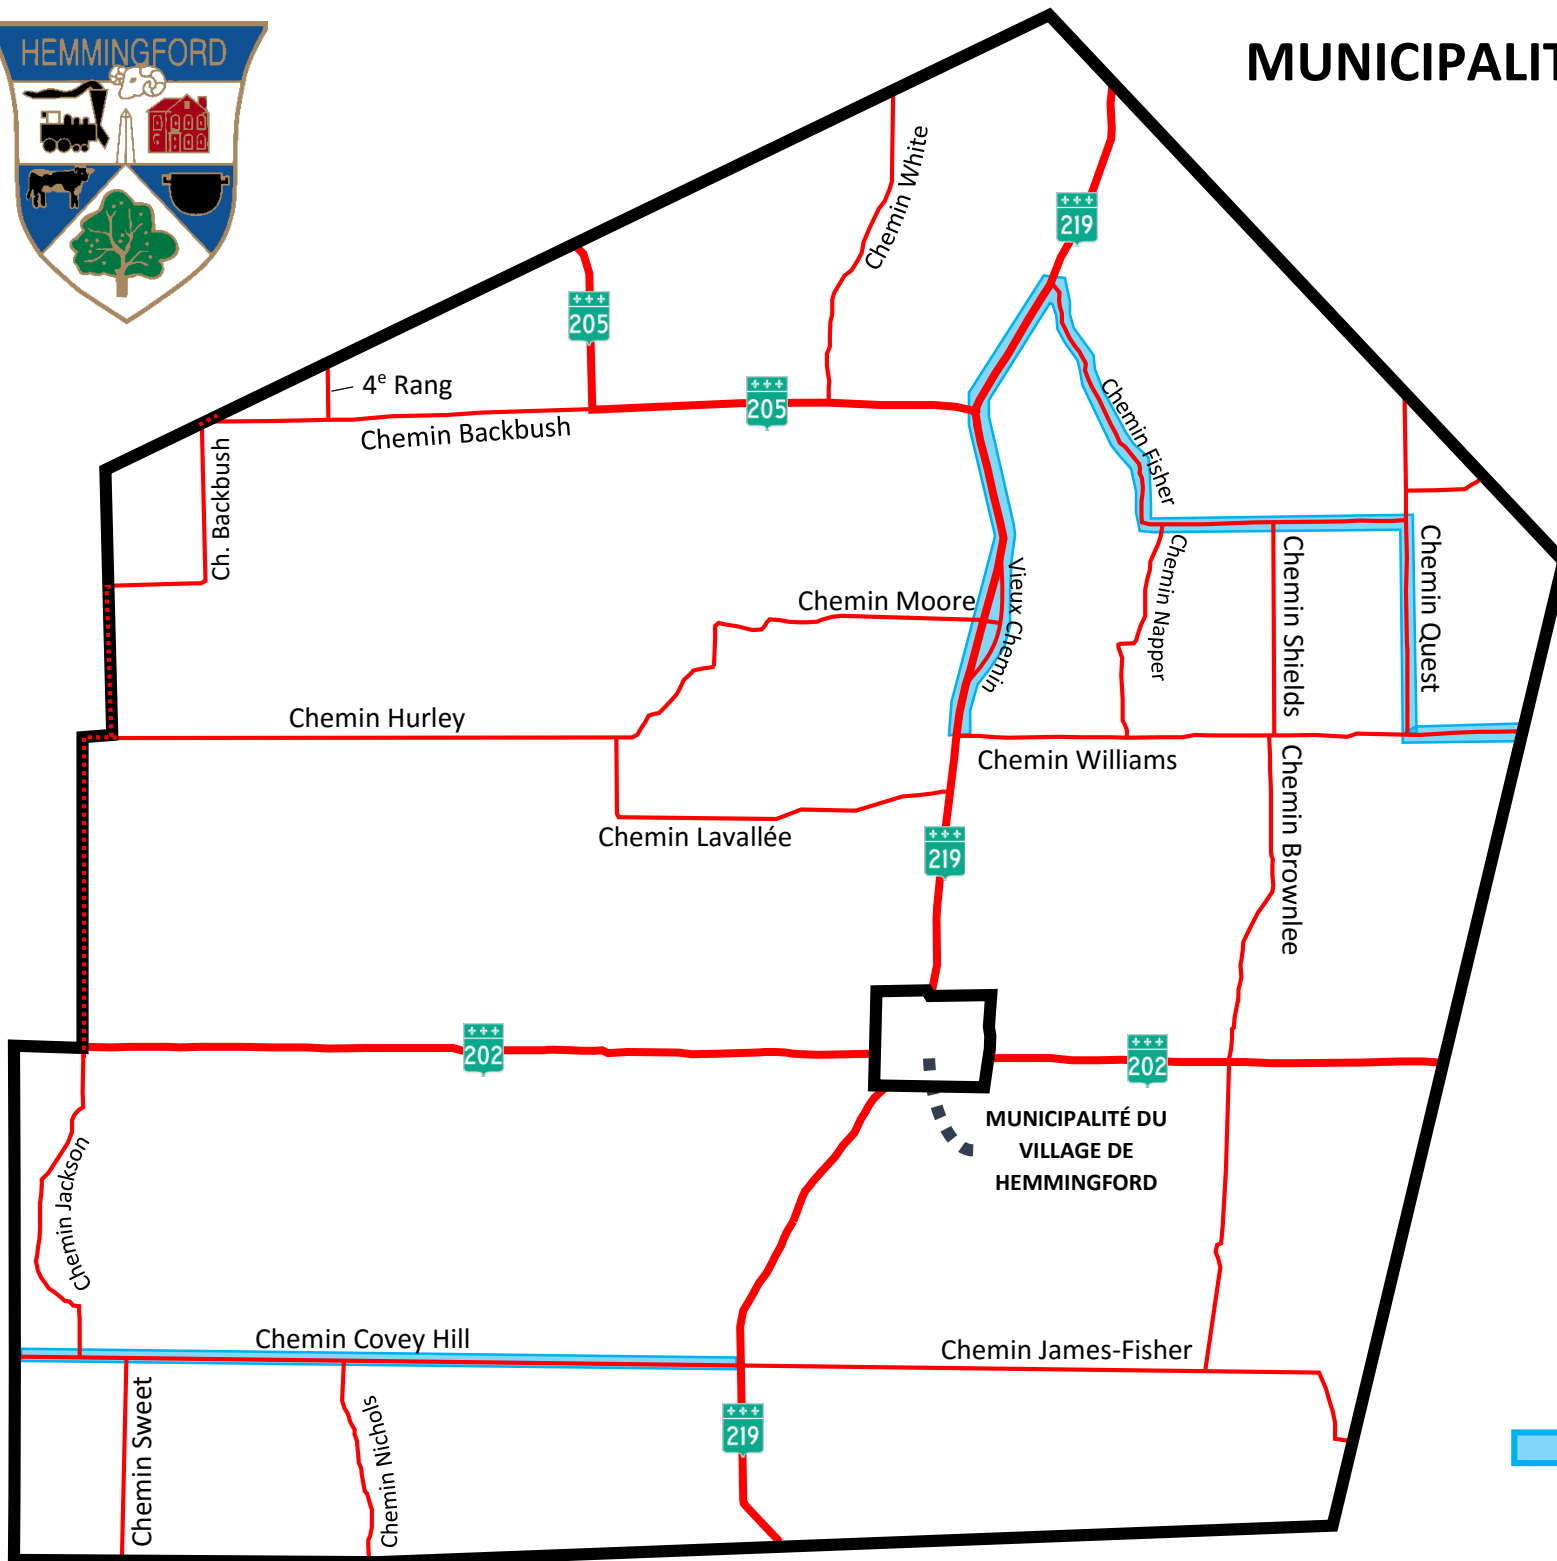 HEMMINGFORD
MUNICIPALIT
Chemin White
219
205
4e Rang
205
Chemin Backbush
Ch. Backbush
Chemin Fisher
Chemin Quest
Chemin Shields
Chemin Napper
Vieux Chemin
Chemin Moore
Chemin Hurley
Chemin Williams
Chemin Brownlee
Chemin Lavallée
219
202
202
MUNICIPALITÉ DU
VILLAGE DE
HEMMINGFORD
Chemin Jackson
Chemin Covey Hill
Chemin James-Fisher
Chemin Sweet
Chemin Nichols
219